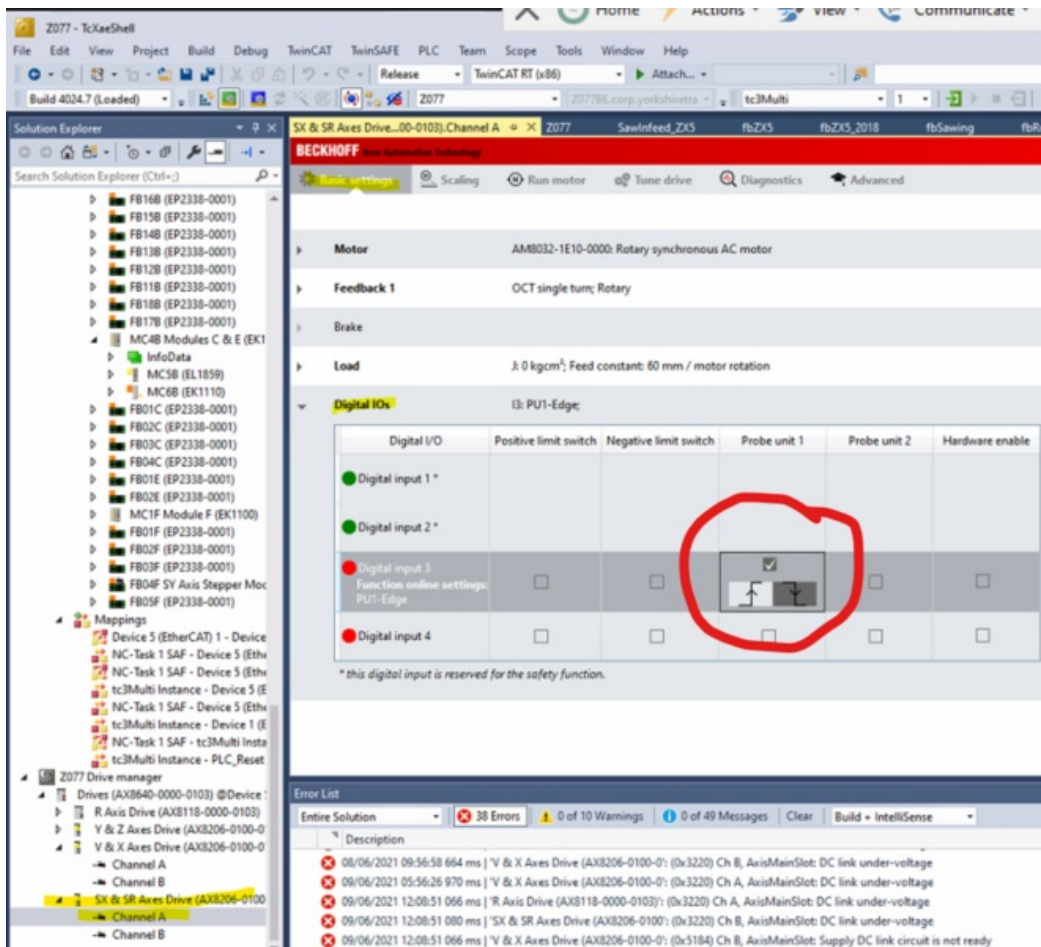 Home Actions View Communicate
Z077 - TcXaeShell
File Edit View Project Build Debug TwinCAT TwinSAFE PLC Team Scope Tools Window Help
Release TwinCAT RT (x86) Attach...
Build 4024.7 (Loaded) Z077 tc3Multi 1
Solution Explorer
Search Solution Explorer (Ctrl+;)
FB16B (EP2338-0001)
FB15B (EP2338-0001)
FB14B (EP2338-0001)
FB13B (EP2338-0001)
FB12B (EP2338-0001)
FB11B (EP2338-0001)
FB18B (EP2338-0001)
FB17B (EP2338-0001)
MC4B Modules C & E (EK1
InfoData
MC5B (EL1859)
MC6B (EK1110)
FB01C (EP2338-0001)
FB02C (EP2338-0001)
FB03C (EP2338-0001)
FB04C (EP2338-0001)
FB01E (EP2338-0001)
FB02E (EP2338-0001)
MC1F Module F (EK1100)
FB01F (EP2338-0001)
FB02F (EP2338-0001)
FB03F (EP2338-0001)
FB04F SY Axis Stepper Moc
FB05F (EP2338-0001)
Mappings
Device 5 (EtherCAT) 1 - Device
NC-Task 1 SAF - Device 5 (Ethe
NC-Task 1 SAF - Device 5 (Ethe
tc3Multi Instance - Device 5 (E
NC-Task 1 SAF - Device 5 (Ethe
tc3Multi Instance - Device 1 (E
NC-Task 1 SAF - tc3Multi Insta
tc3Multi Instance - PLC_Reset
Z077 Drive manager
Drives (AX8640-0000-0103) @Device
R Axis Drive (AX8118-0000-0103)
Y & Z Axes Drive (AX8206-0100-0
V & X Axes Drive (AX8206-0100-0
Channel A
Channel B
SX & SR Axes Drive (AX8206-0100
Channel A
Channel B
SX & SR Axes Drive...00-0103).Channel A Z077 SawInfeed_ZX5 fbZX5 fbZX5_2018 fbSawing
BECKHOFF New Automation Technology
Basic settings Scaling Run motor Tune drive Diagnostics Advanced
Motor AM8032-1E10-0000: Rotary synchronous AC motor
Feedback 1 OCT single turn; Rotary
Brake
Load J: 0 kgcm²; Feed constant: 60 mm / motor rotation
Digital IOs I3: PU1-Edge;
Digital I/O Positive limit switch Negative limit switch Probe unit 1 Probe unit 2 Hardware enable
Digital input 1 *
Digital input 2 *
Digital input 3
Function online settings:
PU1-Edge
Digital input 4
* this digital input is reserved for the safety function.
Error List
Entire Solution 38 Errors 0 of 10 Warnings 0 of 49 Messages Clear Build + IntelliSense
Description
08/06/2021 09:56:58 664 ms | 'V & X Axes Drive (AX8206-0100-0': (0x3220) Ch B, AxisMainSlot: DC link under-voltage
09/06/2021 05:56:26 970 ms | 'V & X Axes Drive (AX8206-0100-0': (0x3220) Ch A, AxisMainSlot: DC link under-voltage
09/06/2021 12:08:51 066 ms | 'R Axis Drive (AX8118-0000-0103)': (0x3220) Ch A, AxisMainSlot: DC link under-voltage
09/06/2021 12:08:51 080 ms | 'SX & SR Axes Drive (AX8206-0100': (0x3220) Ch B, AxisMainSlot: DC link under-voltage
09/06/2021 12:08:51 066 ms | 'V & X Axes Drive (AX8206-0100-0': (0x5184) Ch B, AxisMainSlot: Supply DC link circuit is not ready